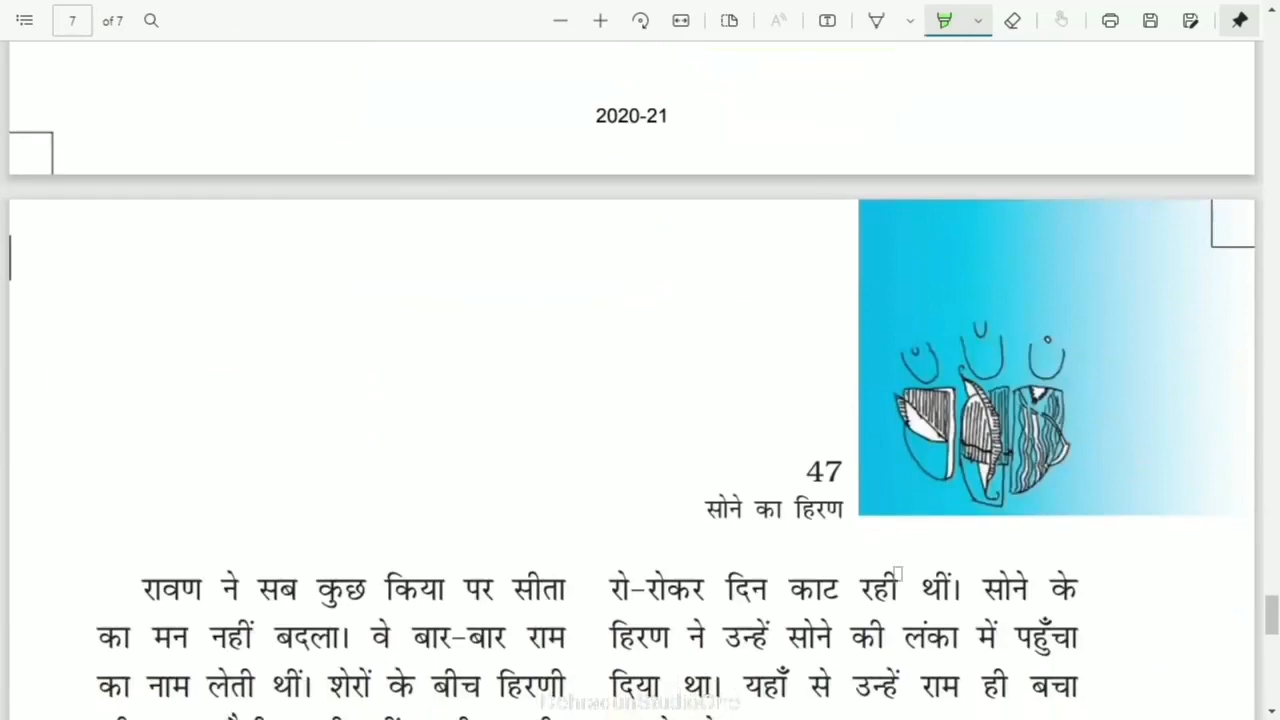 7 of 7
2020-21
47
सोने का हिरण
रावण ने सब कुछ किया पर सीता
का मन नहीं बदला। वे बार-बार राम
का नाम लेती थीं। शेरों के बीच हिरणी
रो-रोकर दिन काट रही थीं। सोने के
हिरण ने उन्हें सोने की लंका में पहुँचा
दिया था। यहाँ से उन्हें राम ही बचा